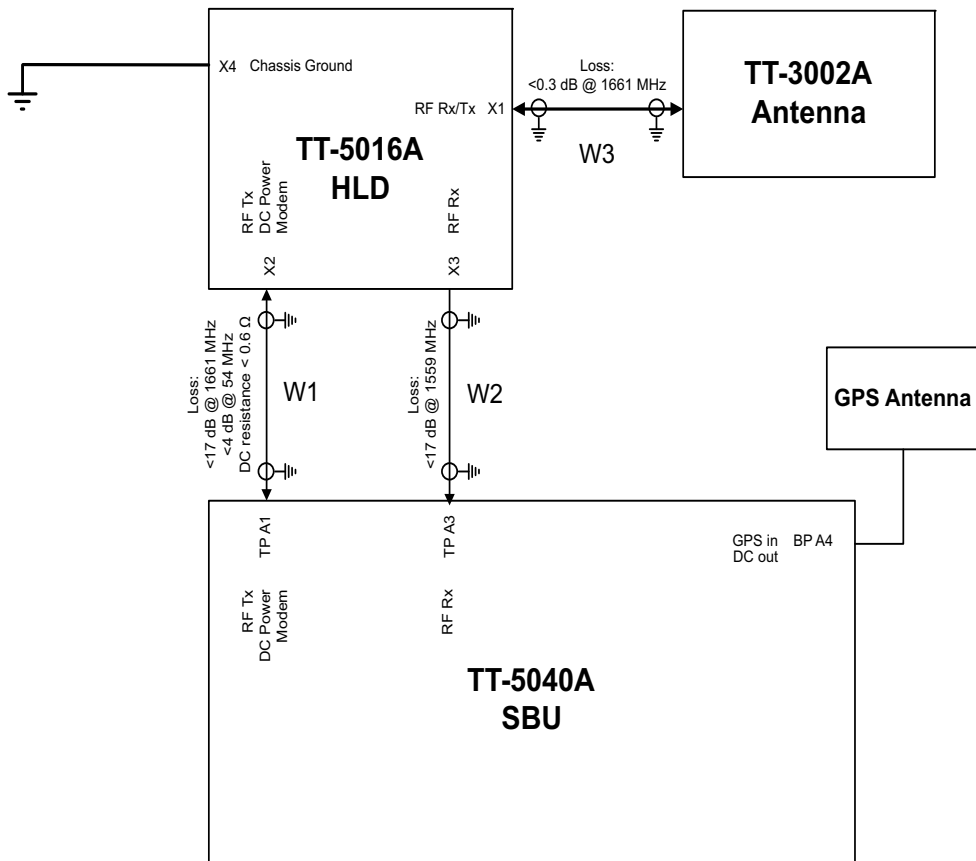 X4 Chassis Ground
Loss:
<0.3 dB @ 1661 MHz
RF Rx/Tx X1
W3
TT-3002A
Antenna
TT-5016A
HLD
RF Tx
DC Power
Modem
X2
RF Rx
X3
Loss:
<17 dB @ 1661 MHz
<4 dB @ 54 MHz
DC resistance < 0.6 Ω
W1
Loss:
<17 dB @ 1559 MHz
W2
GPS Antenna
TP A1
RF Tx
DC Power
Modem
TP A3
RF Rx
GPS in BP A4
DC out
TT-5040A
SBU